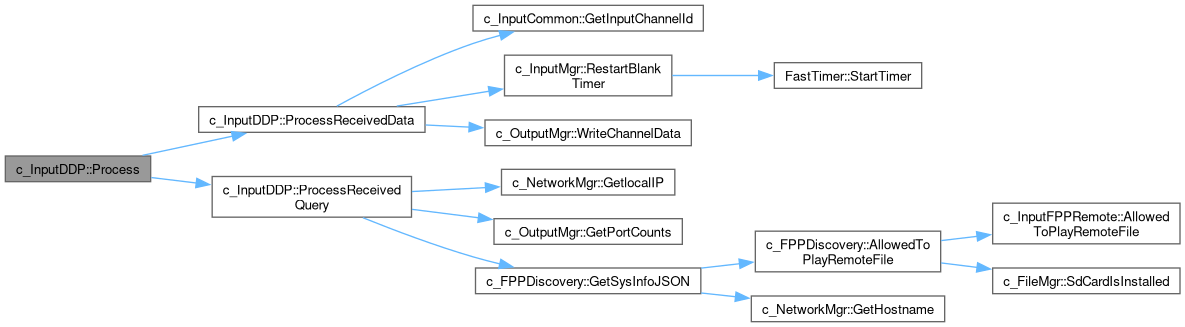 c_InputDDP::Process
c_InputDDP::ProcessReceivedData
c_InputCommon::GetInputChannelId
c_InputMgr::RestartBlank
Timer
FastTimer::StartTimer
c_OutputMgr::WriteChannelData
c_InputDDP::ProcessReceived
Query
c_NetworkMgr::GetlocalIP
c_OutputMgr::GetPortCounts
c_FPPDiscovery::GetSysInfoJSON
c_FPPDiscovery::AllowedTo
PlayRemoteFile
c_InputFPPRemote::Allowed
ToPlayRemoteFile
c_FileMgr::SdCardIsInstalled
c_NetworkMgr::GetHostname